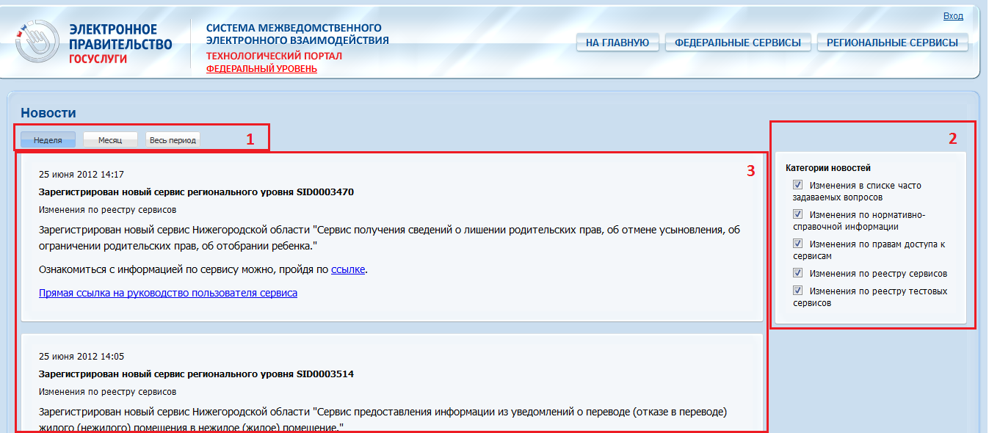 Вход
ЭЛЕКТРОННОЕ
ПРАВИТЕЛЬСТВО
ГОСУСЛУГИ
СИСТЕМА МЕЖВЕДОМСТВЕННОГО
ЭЛЕКТРОННОГО ВЗАИМОДЕЙСТВИЯ
ТЕХНОЛОГИЧЕСКИЙ ПОРТАЛ
ФЕДЕРАЛЬНЫЙ УРОВЕНЬ
НА ГЛАВНУЮ ФЕДЕРАЛЬНЫЕ СЕРВИСЫ РЕГИОНАЛЬНЫЕ СЕРВИСЫ
Новости
Неделя Месяц Весь период 1
3
25 июня 2012 14:17
Зарегистрирован новый сервис регионального уровня SID0003470
Изменения по реестру сервисов
Зарегистрирован новый сервис Нижегородской области "Сервис получения сведений о лишении родительских прав, об отмене усыновления, об
ограничении родительских прав, об отобрании ребенка."
Ознакомиться с информацией по сервису можно, пройдя по ссылке.
Прямая ссылка на руководство пользователя сервиса
25 июня 2012 14:05
Зарегистрирован новый сервис регионального уровня SID0003514
Изменения по реестру сервисов
Зарегистрирован новый сервис Нижегородской области "Сервис предоставления информации из уведомлений о переводе (отказе в переводе)
жилого (нежилого) помещения в нежилое (жилое) помещение."
2
Категории новостей
Изменения в списке часто
задаваемых вопросов
Изменения по нормативно-
справочной информации
Изменения по правам доступа к
сервисам
Изменения по реестру сервисов
Изменения по реестру тестовых
сервисов